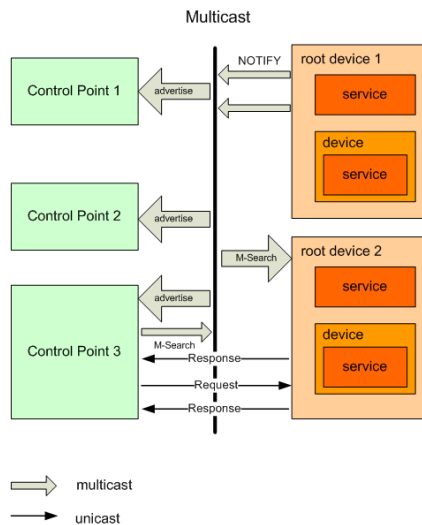 Multicast
NOTIFY
root device 1
Control Point 1
advertise
service
device
service
Control Point 2
advertise
M-Search
root device 2
advertise
service
Control Point 3
M-Search
device
service
Response
Request
Response
multicast
unicast